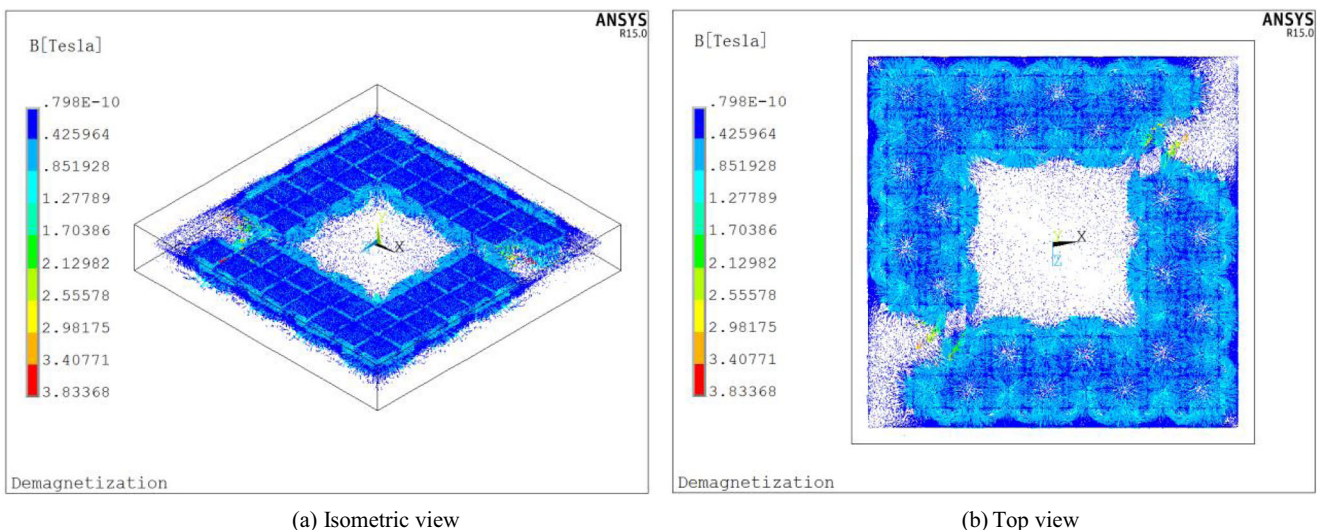 ANSYS
R15.0
B[Tesla]
.798E-10
.425964
.851928
1.27789
1.70386
2.12982
2.55578
2.98175
3.40771
3.83368
Y
X
Demagnetization
(a) Isometric view
ANSYS
R15.0
B[Tesla]
.798E-10
.425964
.851928
1.27789
1.70386
2.12982
2.55578
2.98175
3.40771
3.83368
Y
X
Z
Demagnetization
(b) Top view